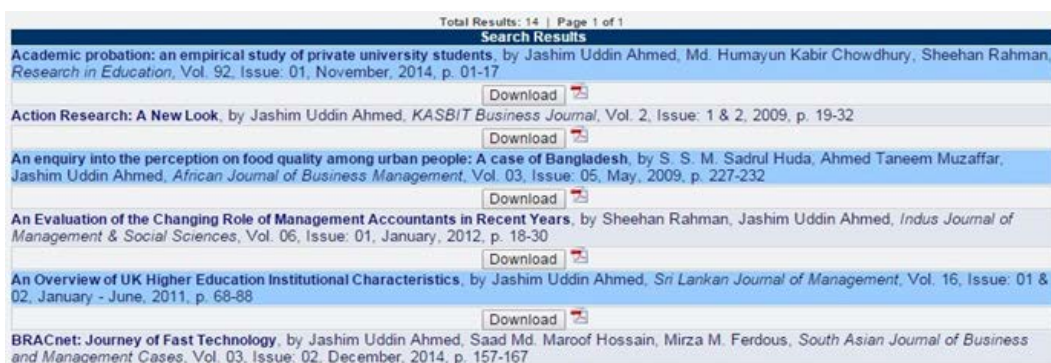 Total Results: 14 | Page 1 of 1
Search Results
Academic probation: an empirical study of private university students, by Jashim Uddin Ahmed, Md. Humayun Kabir Chowdhury, Sheehan Rahman,
Research in Education, Vol. 92, Issue: 01, November, 2014, p. 01-17
Download
Action Research: A New Look, by Jashim Uddin Ahmed, KASBIT Business Journal, Vol. 2, Issue: 1 & 2, 2009, p. 19-32
Download
An enquiry into the perception on food quality among urban people: A case of Bangladesh, by S. S. M. Sadrul Huda, Ahmed Taneem Muzaffar,
Jashim Uddin Ahmed, African Journal of Business Management, Vol. 03, Issue: 05, May, 2009, p. 227-232
Download
An Evaluation of the Changing Role of Management Accountants in Recent Years, by Sheehan Rahman, Jashim Uddin Ahmed, Indus Journal of
Management & Social Sciences, Vol. 06, Issue: 01, January, 2012, p. 18-30
Download
An Overview of UK Higher Education Institutional Characteristics, by Jashim Uddin Ahmed, Sri Lankan Journal of Management, Vol. 16, Issue: 01 &
02, January - June, 2011, p. 68-88
Download
BRACnet: Journey of Fast Technology, by Jashim Uddin Ahmed, Saad Md. Maroof Hossain, Mirza M. Ferdous, South Asian Journal of Business
and Management Cases, Vol. 03, Issue: 02, December, 2014, p. 157-167